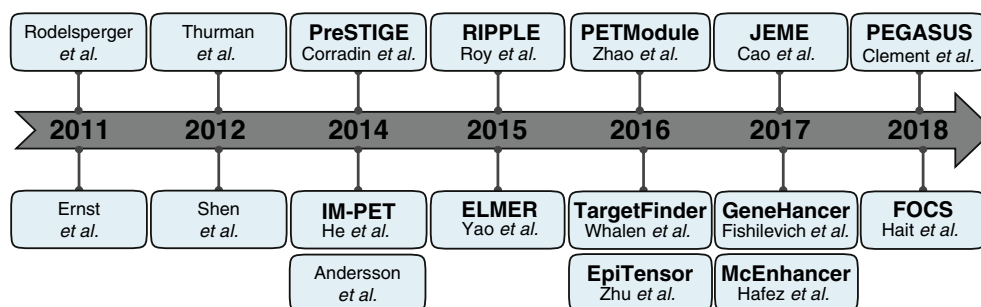 Rodelsperger
et al.
Thurman
et al.
PreSTIGE
Corradin et al.
RIPPLE
Roy et al.
PETModule
Zhao et al.
JEME
Cao et al.
PEGASUS
Clement et al.
2011
2012
2014
2015
2016
2017
2018
Ernst
et al.
Shen
et al.
IM-PET
He et al.
ELMER
Yao et al.
TargetFinder
Whalen et al.
GeneHancer
Fishilevich et al.
FOCS
Hait et al.
Andersson
et al.
EpiTensor
Zhu et al.
McEnhancer
Hafez et al.